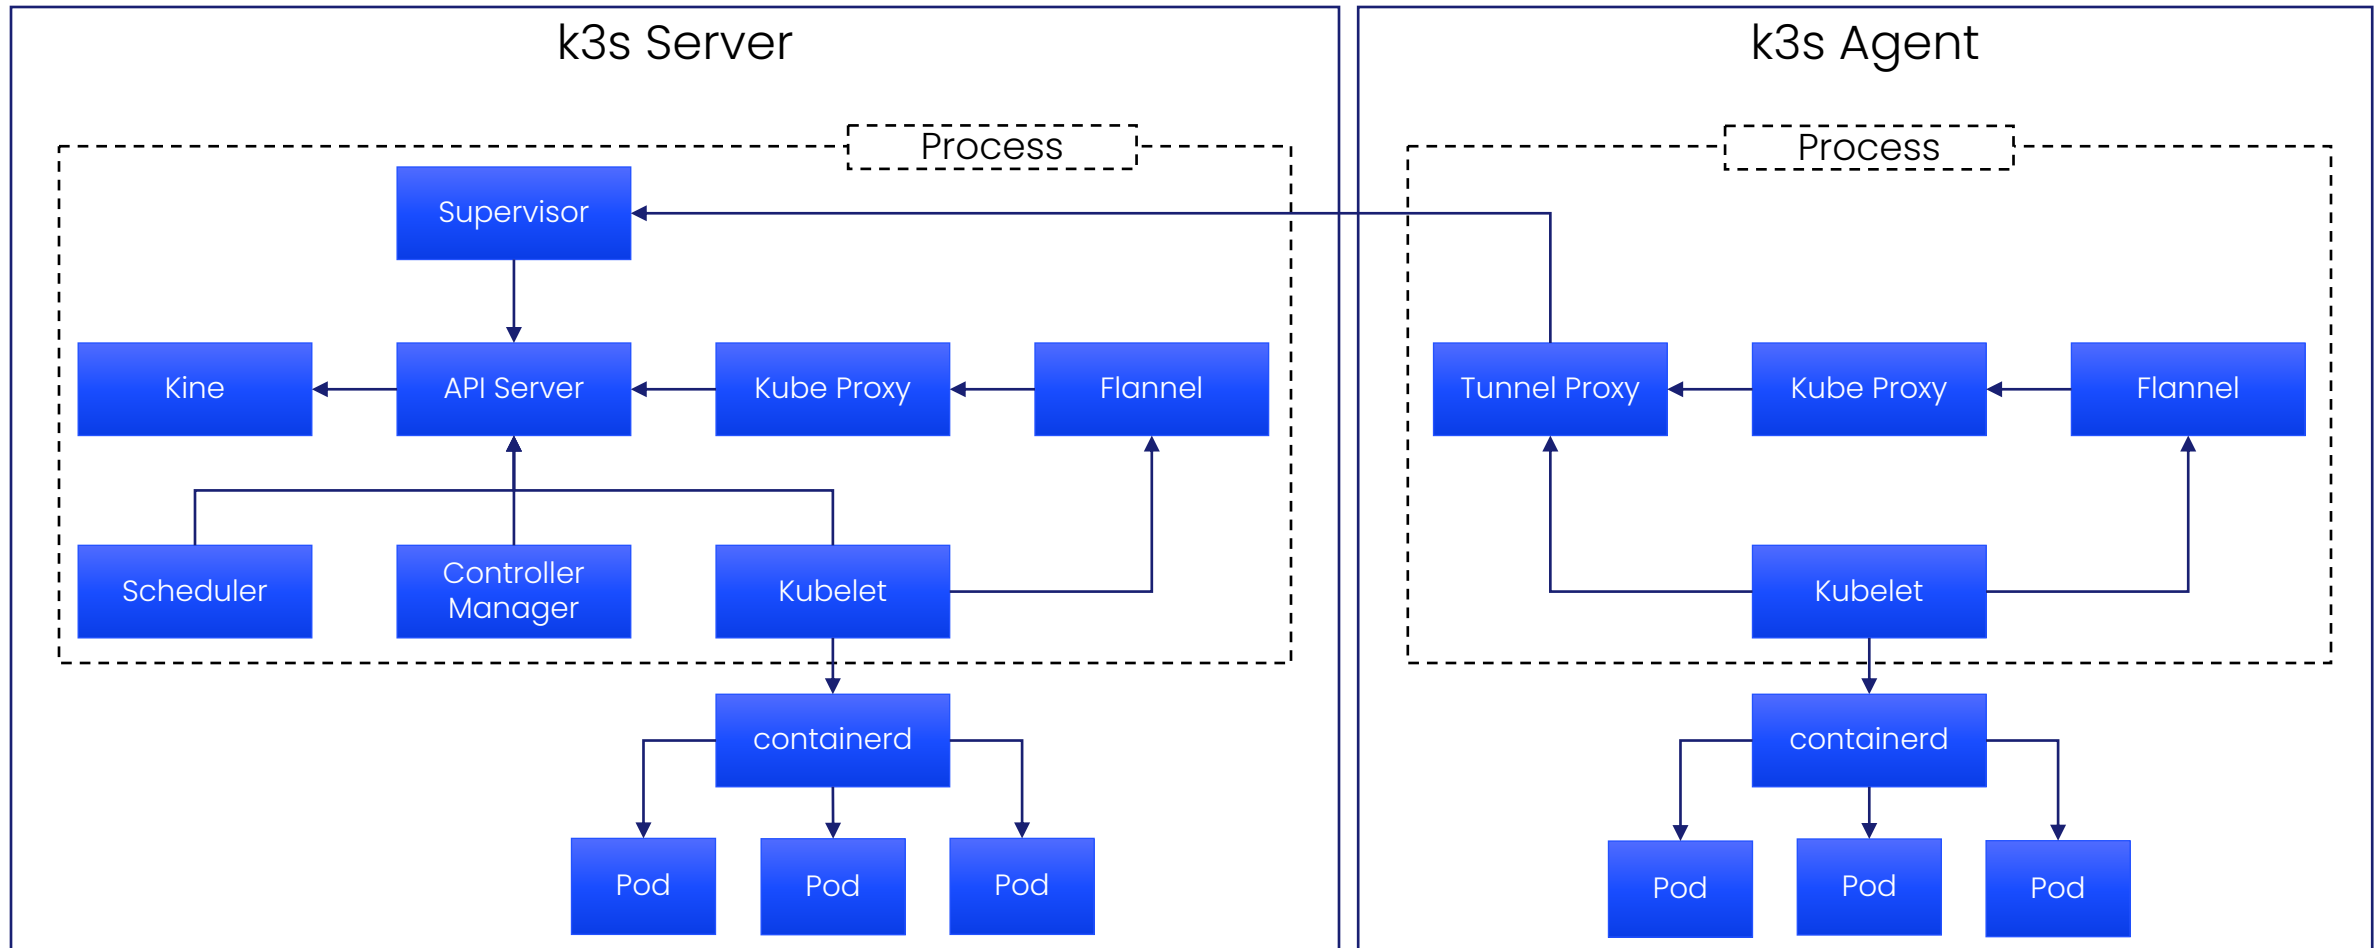 k3s Server
Process
Supervisor
Kine
API Server
Kube Proxy
Flannel
Scheduler
Controller
Manager
Kubelet
containerd
Pod
Pod
Pod
k3s Agent
Process
Tunnel Proxy
Kube Proxy
Flannel
Kubelet
containerd
Pod
Pod
Pod